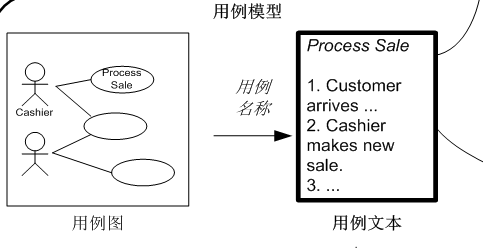 用例模型
Process
Sale
Cashier
用例
名称
Process Sale
1. Customer
arrives ...
2. Cashier
makes new
sale.
3. ...
用例图
用例文本